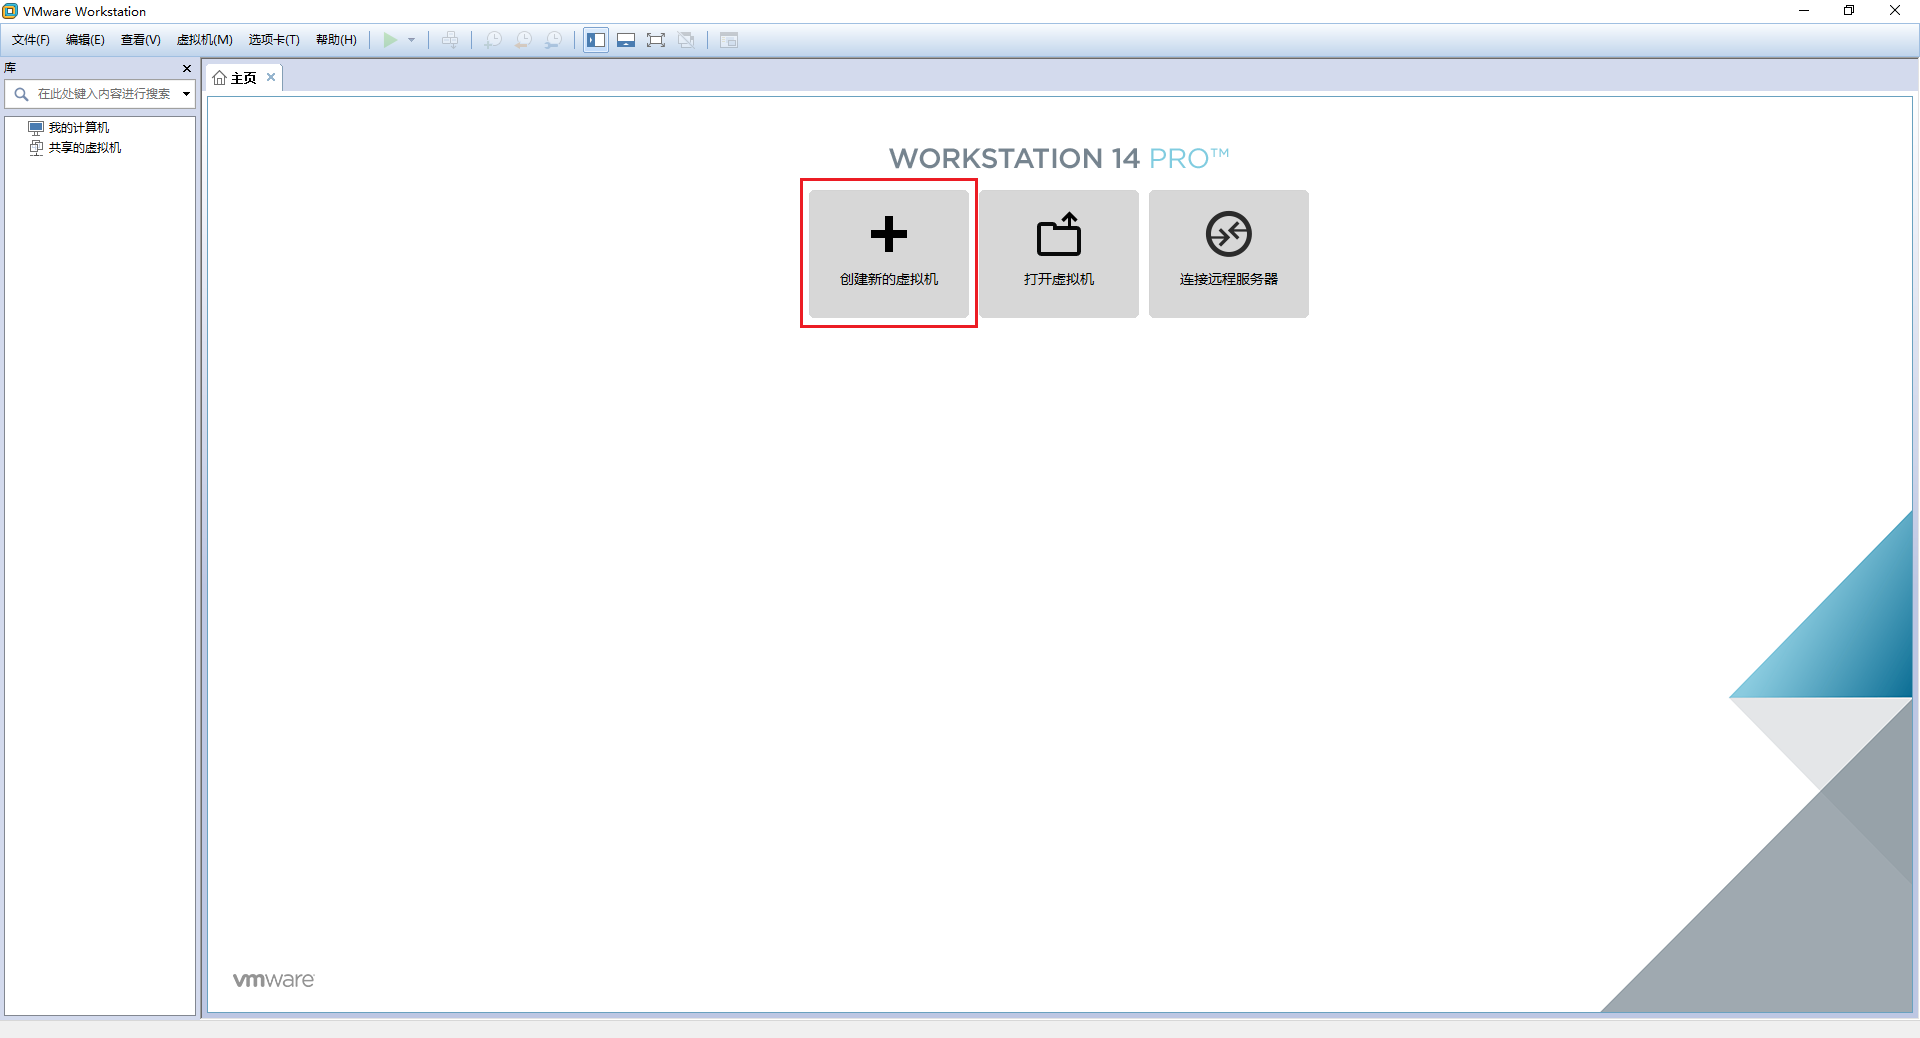 VMware Workstation
文件(F) 编辑(E) 查看(V) 虚拟机(M) 选项卡(T) 帮助(H)
库
主页
在此处键入内容进行搜索
我的计算机
共享的虚拟机
WORKSTATION 14 PRO™
创建新的虚拟机 打开虚拟机 连接远程服务器
vmware